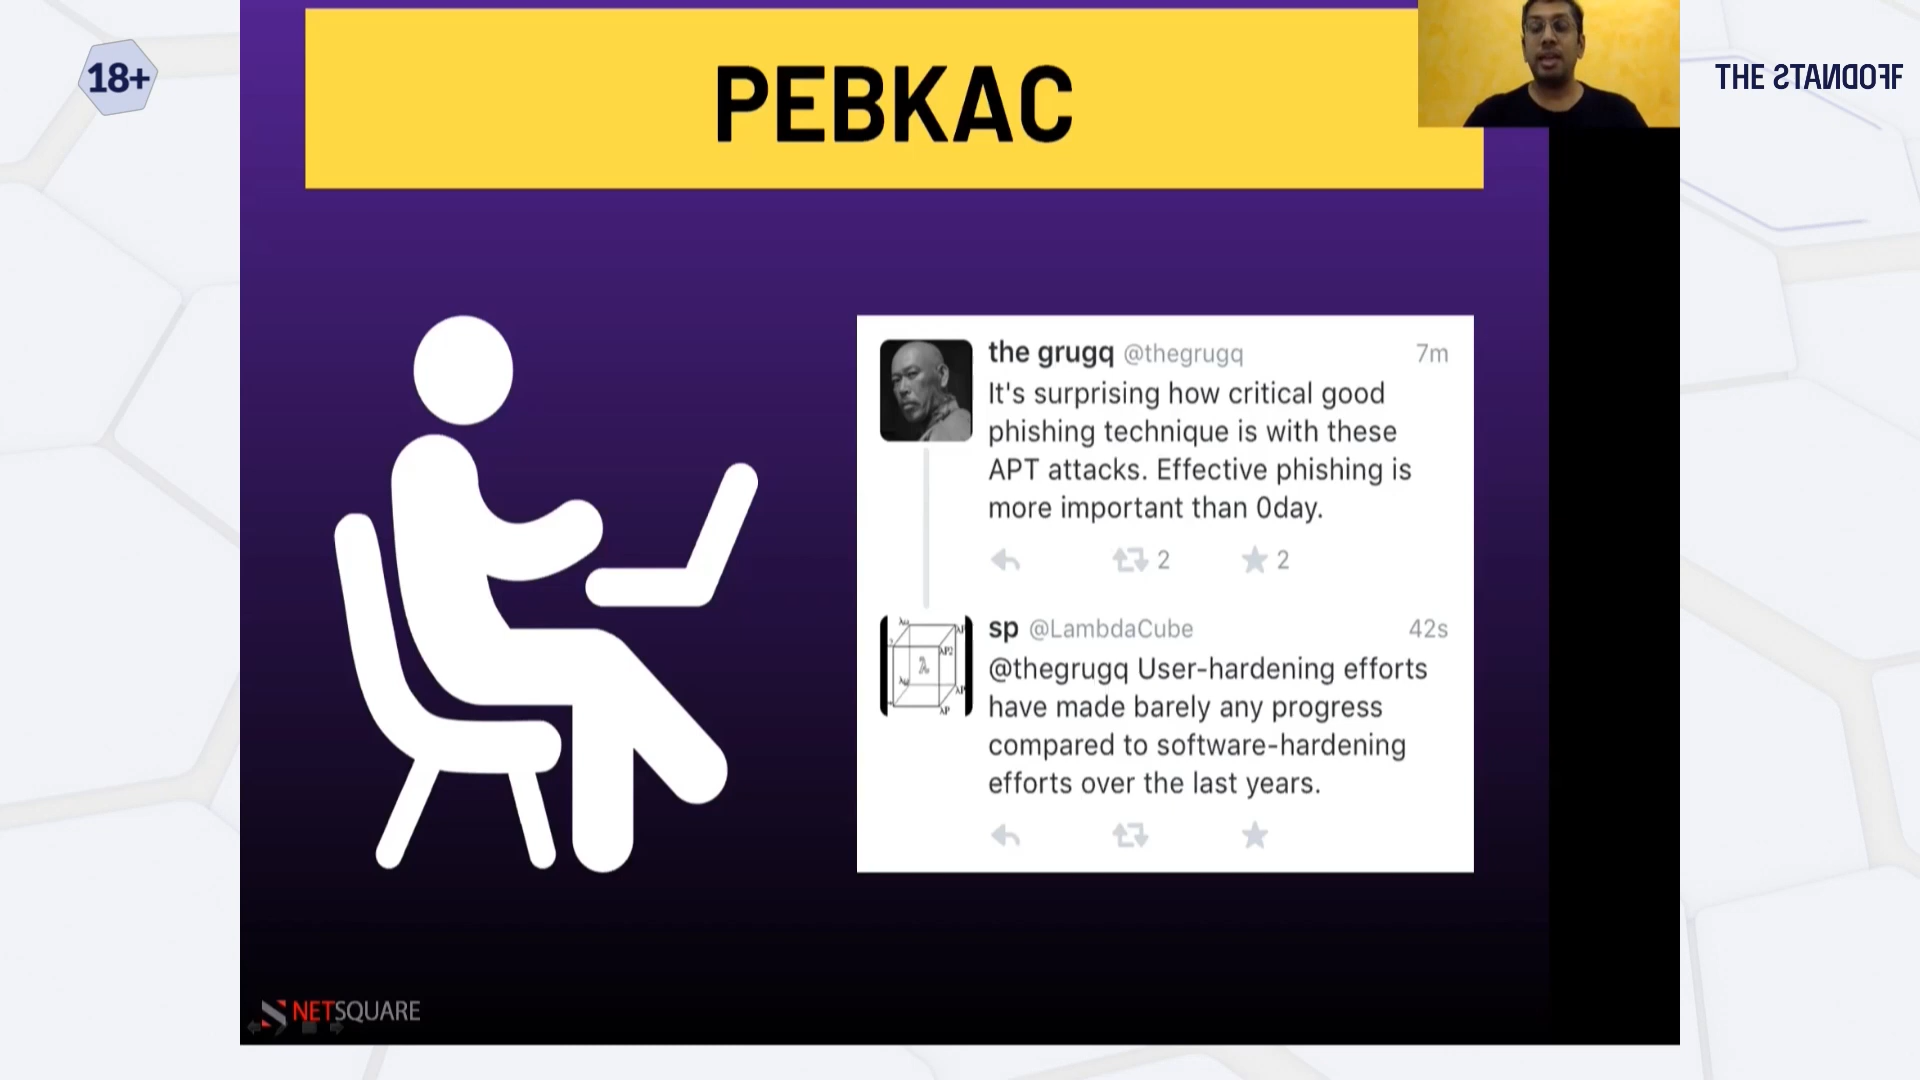 18+
PEBKAC
THE STANDOFF
the grugq @thegrugq 7m
It's surprising how critical good
phishing technique is with these
APT attacks. Effective phishing is
more important than 0day.
2 2
sp @LambdaCube 42s
@thegrugq User-hardening efforts
have made barely any progress
compared to software-hardening
efforts over the last years.
NETSQUARE